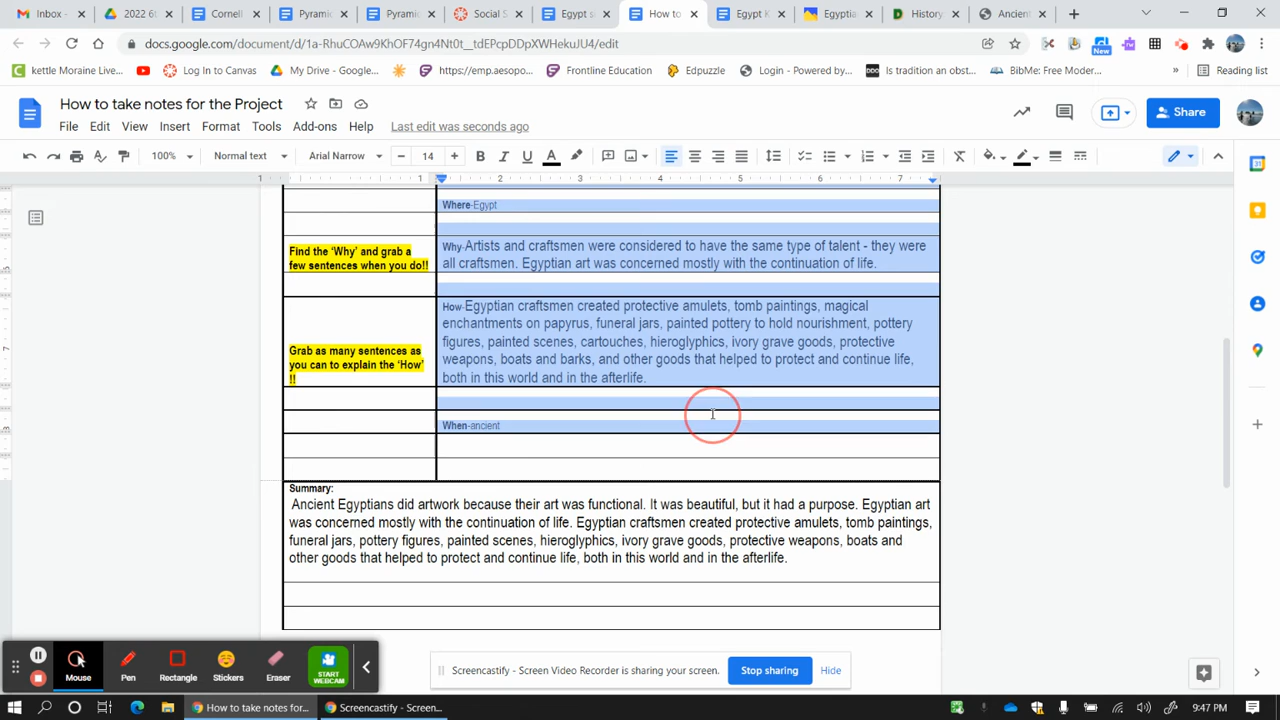 Inbox -
2022 6t
Cornell
Pyramic
Pyramic
Social S
Egypt s
How to
Egypt K
Egyptia
History
Ancient
docs.google.com/document/d/1a-RhuCOAw9KhOF74gn4Nt0t__tdEPcpDDpXWHekuJU4/edit
New
kettle Moraine Livi...
Log In to Canvas
My Drive - Google...
https://emp.aesopo...
Frontline Education
Edpuzzle
Login - Powered by...
DDO
Is tradition an obst...
BibMe: Free Moder...
»
Reading list
How to take notes for the Project
Share
File Edit View Insert Format Tools Add-ons Help Last edit was seconds ago
100% Normal text Arial Narrow − 14 + B I U A
1 1 2 3 4 5 6 7
Where-Egypt
Find the 'Why' and grab a
few sentences when you do!!
Why-Artists and craftsmen were considered to have the same type of talent - they were
all craftsmen. Egyptian art was concerned mostly with the continuation of life.
Grab as many sentences as
you can to explain the 'How'
!!
How-Egyptian craftsmen created protective amulets, tomb paintings, magical
enchantments on papyrus, funeral jars, painted pottery to hold nourishment, pottery
figures, painted scenes, cartouches, hieroglyphics, ivory grave goods, protective
weapons, boats and barks, and other goods that helped to protect and continue life,
both in this world and in the afterlife.
When-ancient
Summary:
Ancient Egyptians did artwork because their art was functional. It was beautiful, but it had a purpose. Egyptian art
was concerned mostly with the continuation of life. Egyptian craftsmen created protective amulets, tomb paintings,
funeral jars, pottery figures, painted scenes, hieroglyphics, ivory grave goods, protective weapons, boats and
other goods that helped to protect and continue life, both in this world and in the afterlife.
Mouse
Pen
Rectangle
Stickers
Eraser
START
WEBCAM
Screencastify - Screen Video Recorder is sharing your screen.
Stop sharing
Hide
How to take notes for...
Screencastify - Screen...
9:47 PM